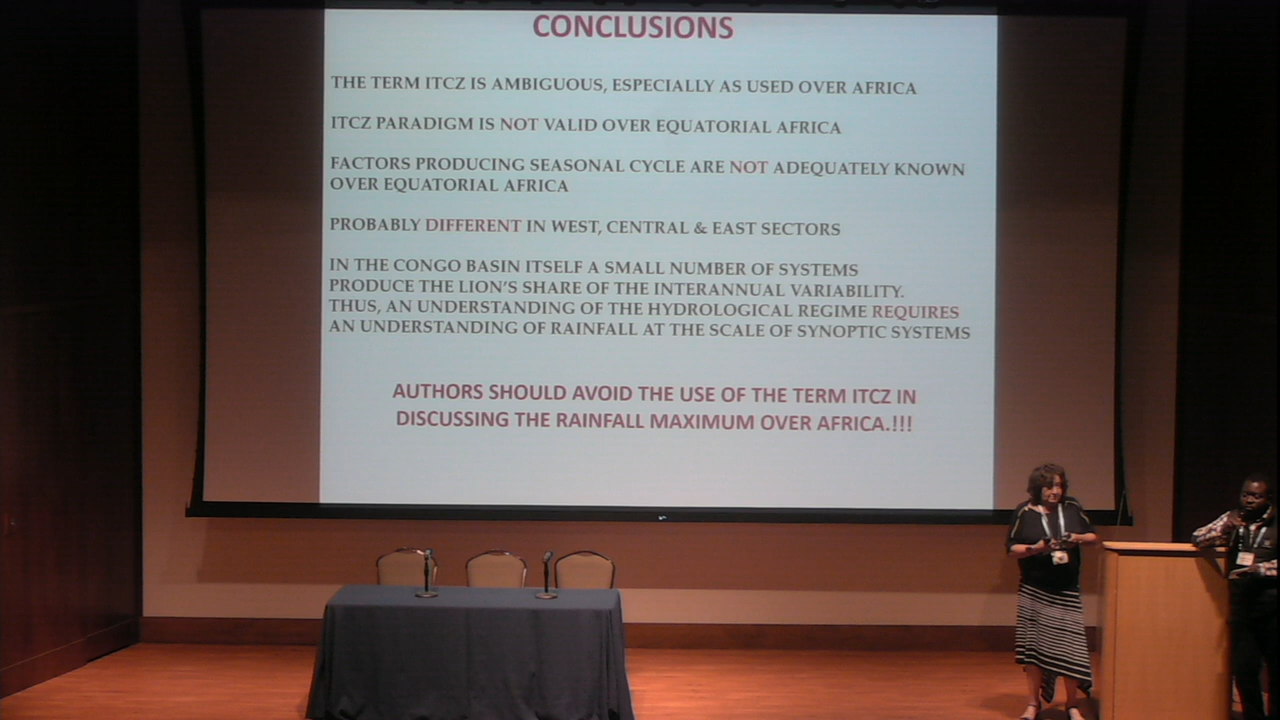 CONCLUSIONS
THE TERM ITCZ IS AMBIGUOUS, ESPECIALLY AS USED OVER AFRICA
ITCZ PARADIGM IS NOT VALID OVER EQUATORIAL AFRICA
FACTORS PRODUCING SEASONAL CYCLE ARE NOT ADEQUATELY KNOWN
OVER EQUATORIAL AFRICA
PROBABLY DIFFERENT IN WEST, CENTRAL & EAST SECTORS
IN THE CONGO BASIN ITSELF A SMALL NUMBER OF SYSTEMS
PRODUCE THE LION'S SHARE OF THE INTERANNUAL VARIABILITY.
THUS, AN UNDERSTANDING OF THE HYDROLOGICAL REGIME REQUIRES
AN UNDERSTANDING OF RAINFALL AT THE SCALE OF SYNOPTIC SYSTEMS
AUTHORS SHOULD AVOID THE USE OF THE TERM ITCZ IN
DISCUSSING THE RAINFALL MAXIMUM OVER AFRICA.!!!